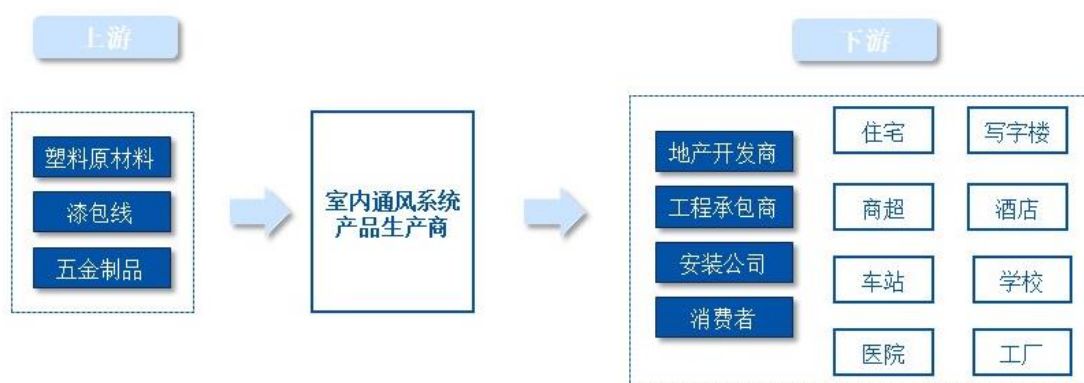 上游
下游
塑料原材料
漆包线
五金制品
室内通风系统
产品生产商
地产开发商
工程承包商
安装公司
消费者
住宅
写字楼
商超
酒店
车站
学校
医院
工厂